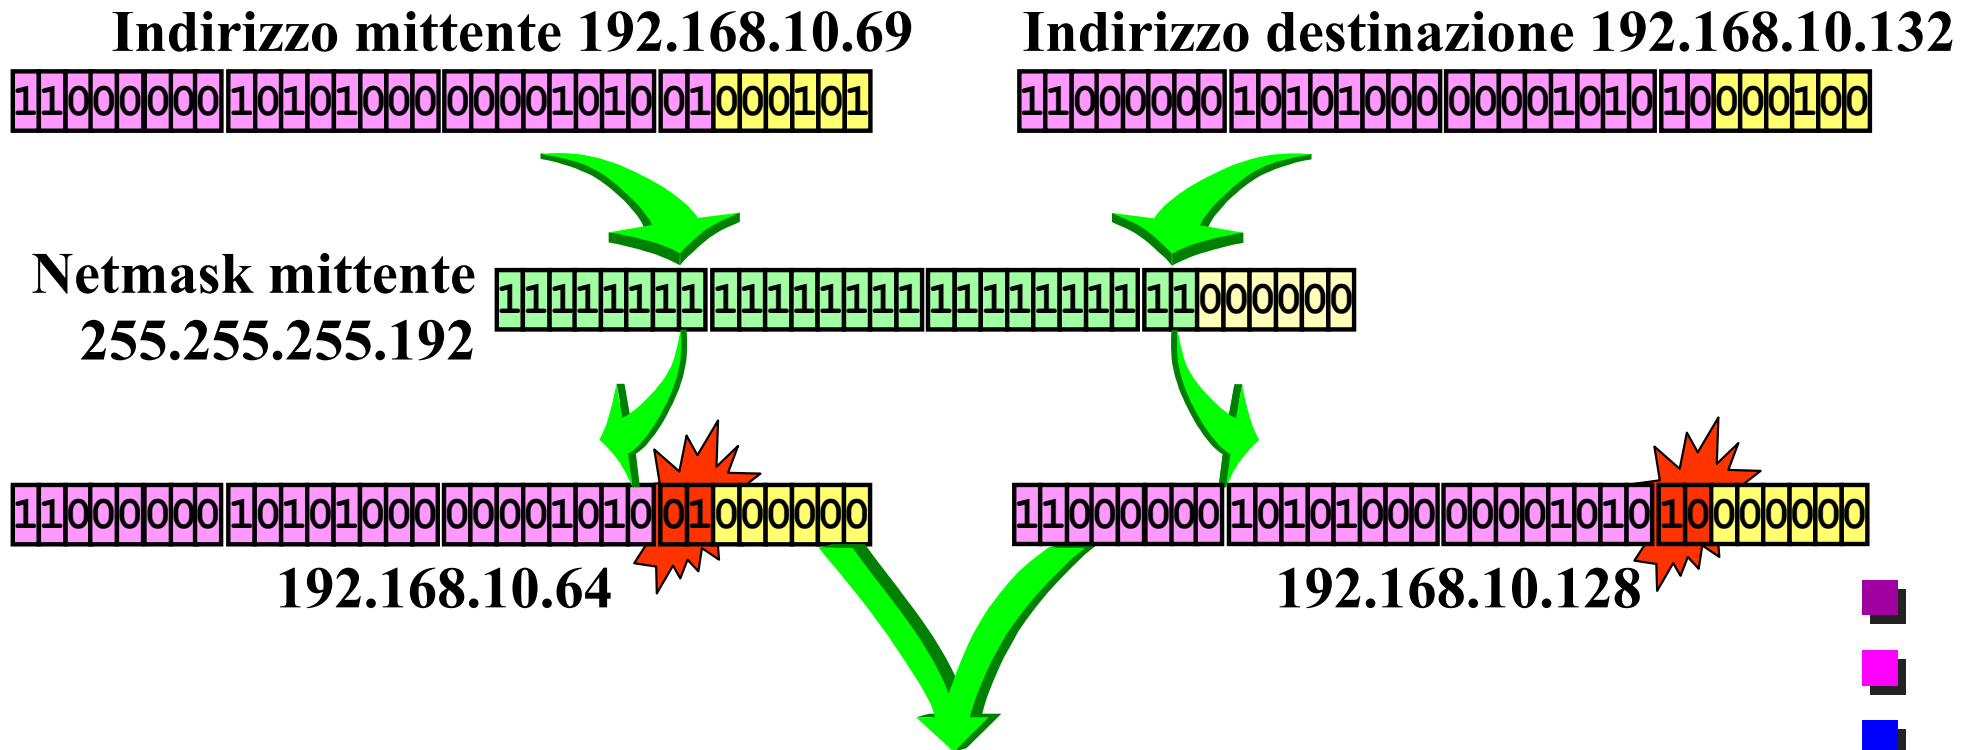 Indirizzo mittente 192.168.10.69
11000000 10101000 00001010 01000101
Indirizzo destinazione 192.168.10.132
11000000 10101000 00001010 10000100
Netmask mittente
255.255.255.192
11111111 11111111 11111111 11000000
11000000 10101000 00001010 01000000
192.168.10.64
11000000 10101000 00001010 10000000
192.168.10.128